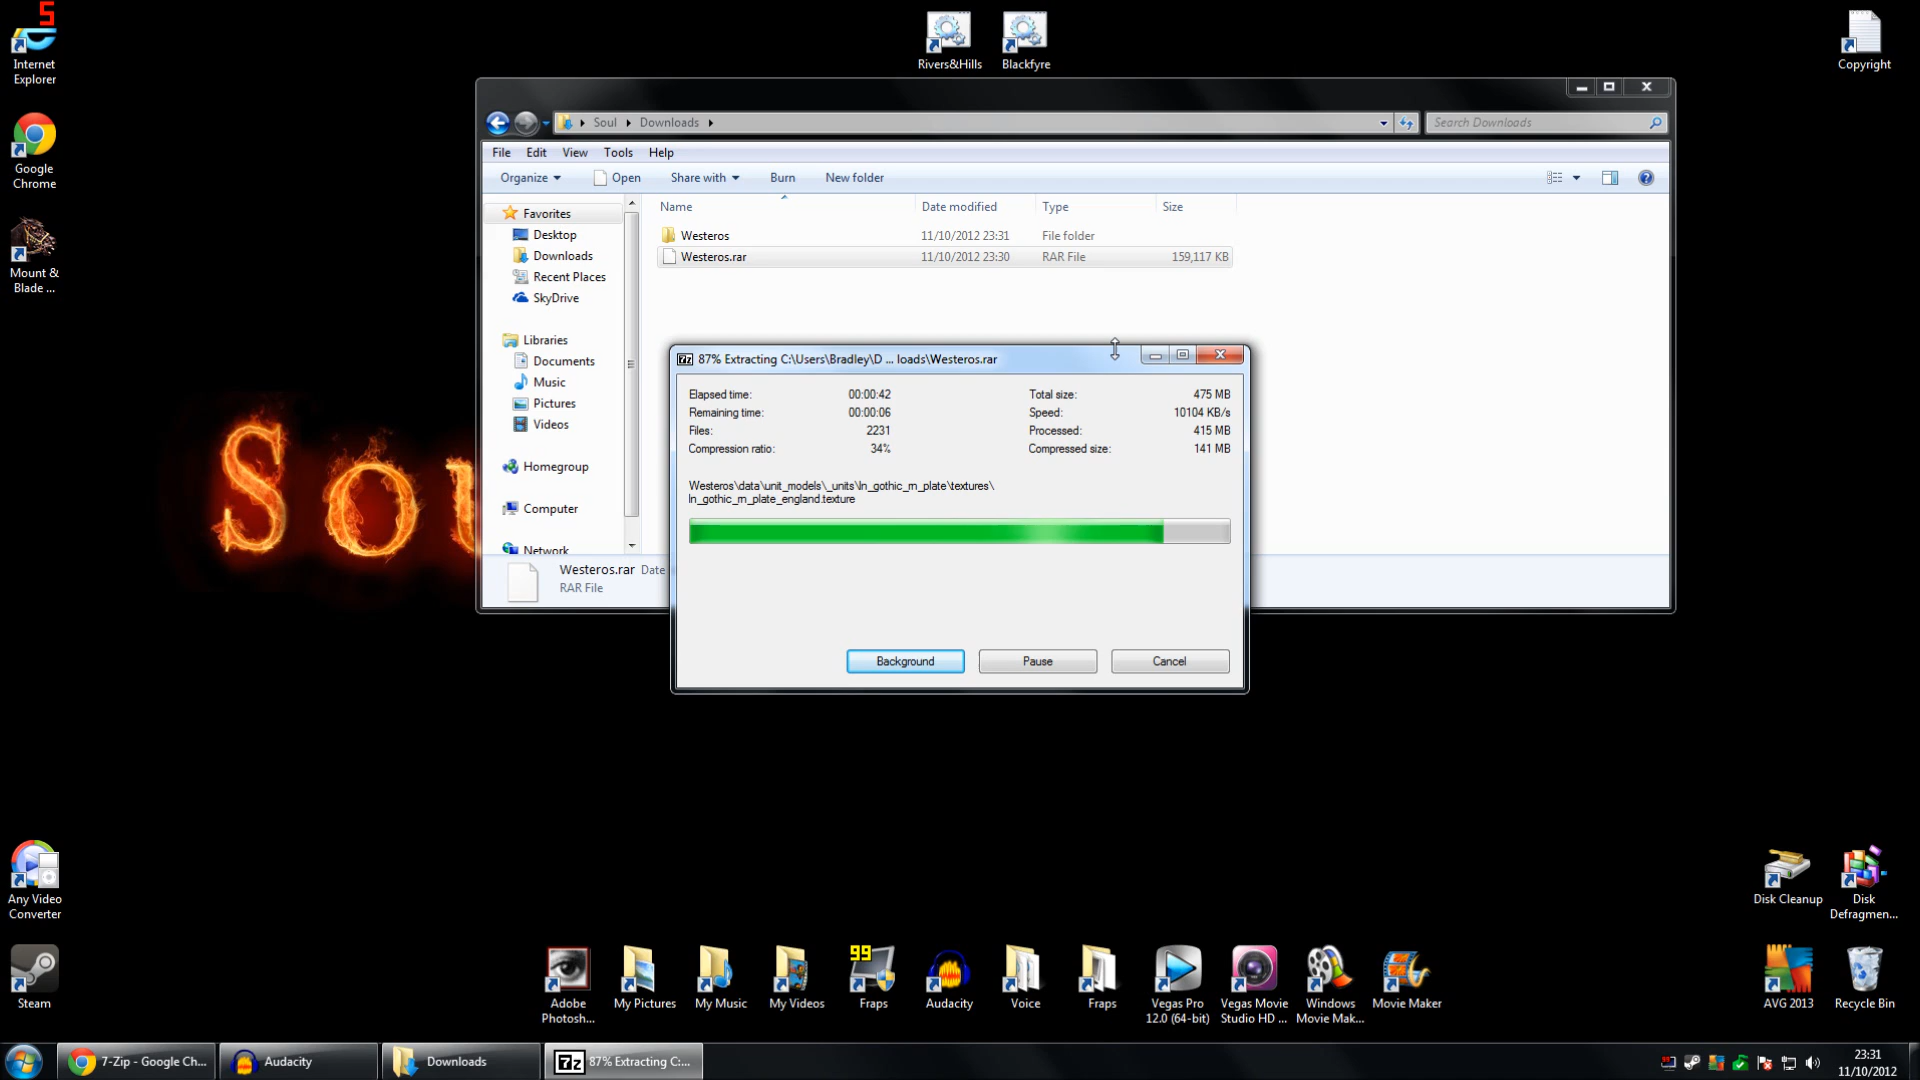 5
Internet
Explorer
Google
Chrome
Mount &
Blade ...
Rivers&Hills
Blackfyre
Copyright
Soul
Downloads
Search Downloads
File
Edit
View
Tools
Help
Organize
Open
Share with
Burn
New folder
Favorites
Desktop
Downloads
Recent Places
SkyDrive
Libraries
Documents
Music
Pictures
Videos
Homegroup
Computer
Network
Name
Date modified
Type
Size
Westeros
11/10/2012 23:31
File folder
Westeros.rar
11/10/2012 23:30
RAR File
159,117 KB
Westeros.rar Date
RAR File
7z 87% Extracting C:\Users\Bradley\D ... loads\Westeros.rar
Elapsed time: 00:00:42
Total size: 475 MB
Remaining time: 00:00:06
Speed: 10104 KB/s
Files: 2231
Processed: 415 MB
Compression ratio: 34%
Compressed size: 141 MB
Westeros\data\unit_models\_units\ln_gothic_m_plate\textures\
ln_gothic_m_plate_england.texture
Background
Pause
Cancel
Any Video
Converter
Steam
Adobe
Photosh...
My Pictures
My Music
My Videos
99
Fraps
Audacity
Voice
Fraps
Vegas Pro
12.0 (64-bit)
Vegas Movie
Studio HD ...
Windows
Movie Mak...
Movie Maker
Disk Cleanup
Disk
Defragmen...
AVG 2013
Recycle Bin
7-Zip - Google Ch...
Audacity
Downloads
7z 87% Extracting C:...
23:31
11/10/2012